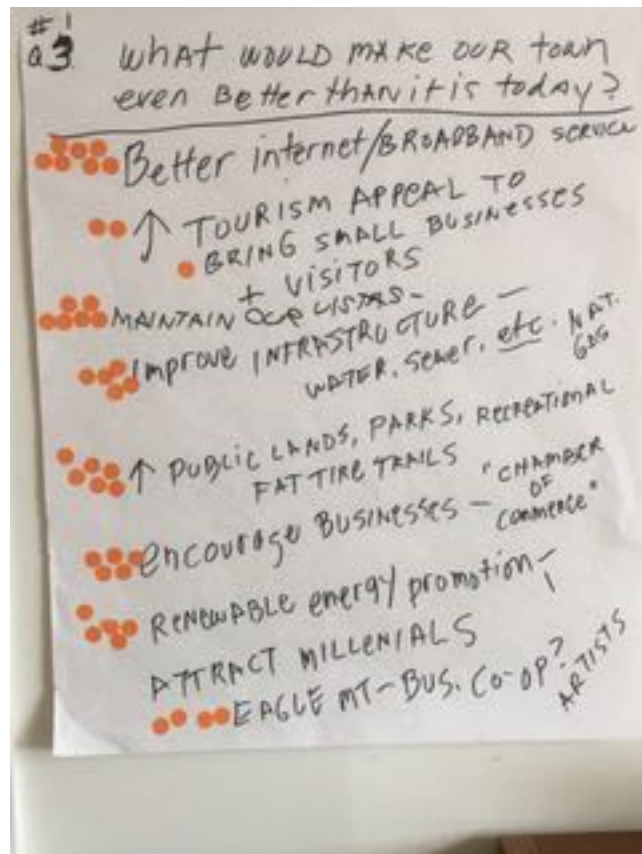 #1
Q3 WHAT WOULD MAKE OUR town
even Better than it is today?
Better internet/BROADBAND SERVICE
↑ TOURISM APPEAL TO
BRING SMALL BUSINESSES
+ VISITORS
MAINTAIN OUR VISTAS-
Improve INFRASTRUCTURE -
WATER, Sewer, etc. NAT. GAS
↑ PUBLIC LANDS, PARKS, RECREATIONAL
FAT TIRE TRAILS
encourage BUSINESSES - "CHAMBER
OF
Commerce"
RENEWABLE energy promotion-
ATTRACT MILLENIALS
EAGLE MT-BUS. CO-OP? ARTISTS